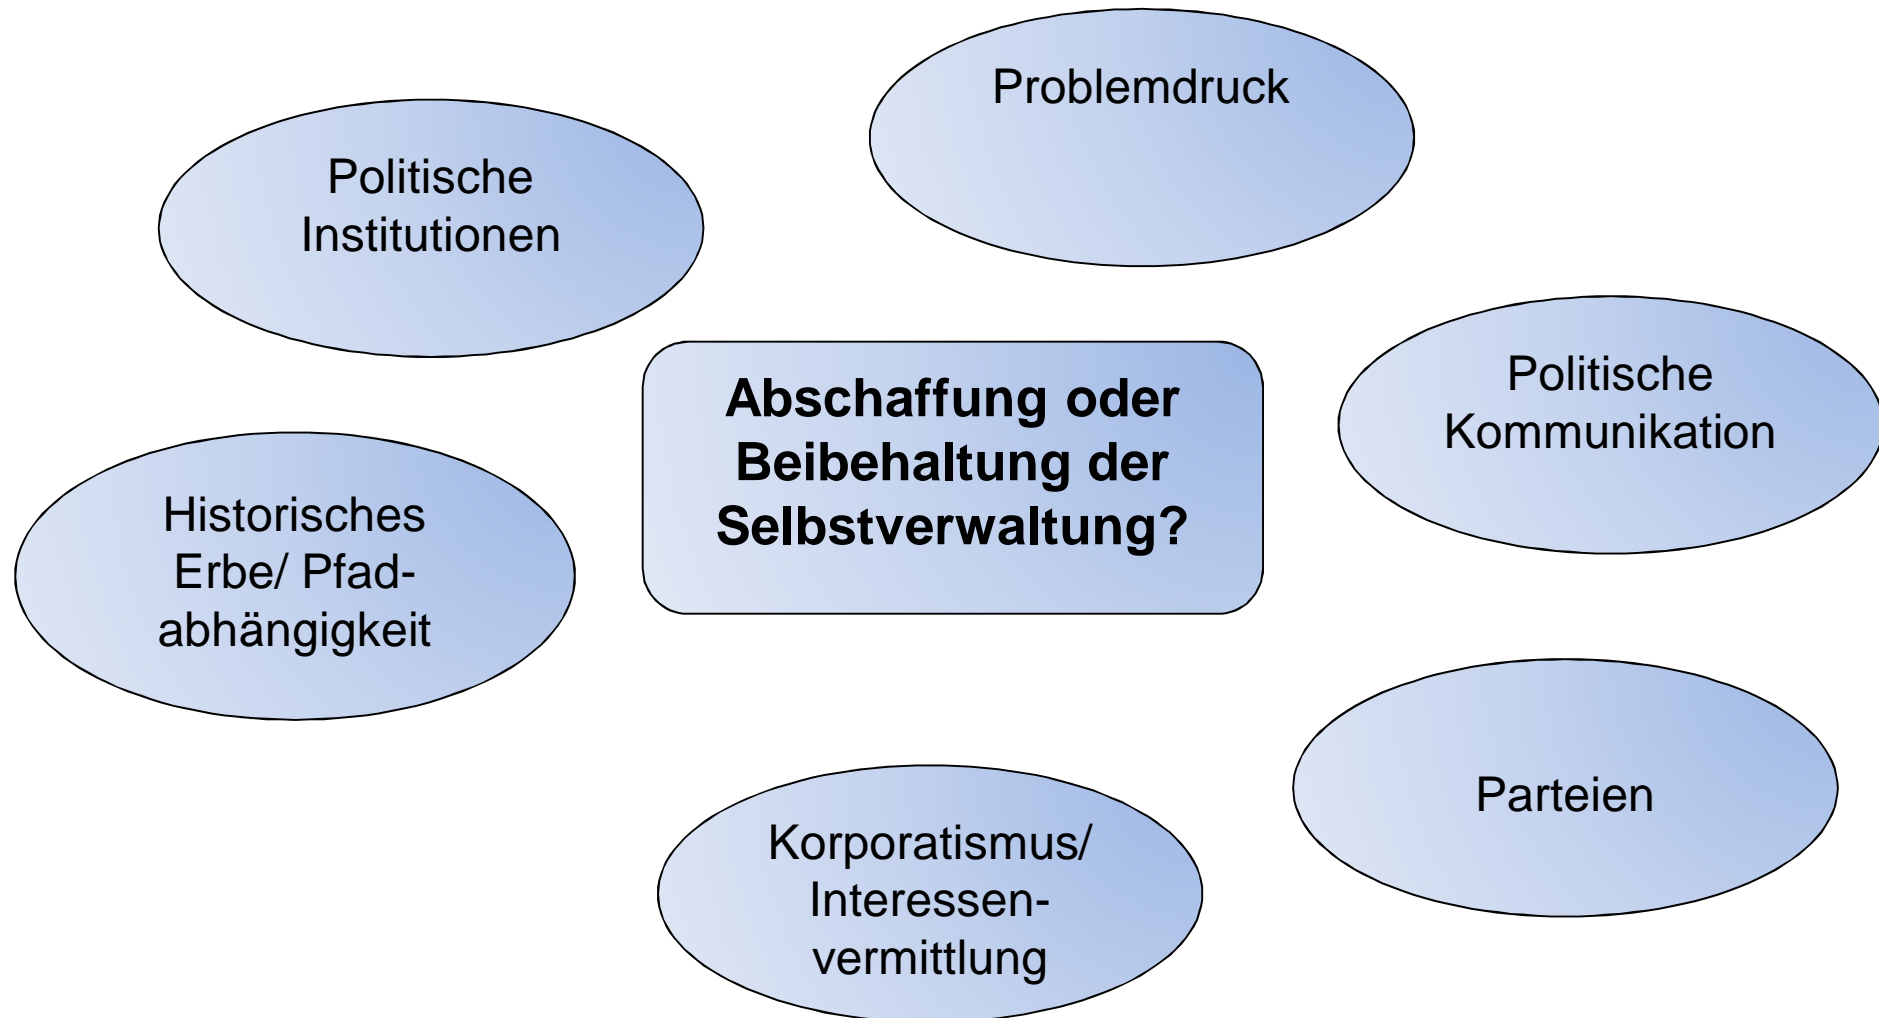 Problemdruck
Politische
Institutionen
Abschaffung oder
Beibehaltung der
Selbstverwaltung?
Politische
Kommunikation
Historisches
Erbe/ Pfad-
abhängigkeit
Parteien
Korporatismus/
Interessen-
vermittlung